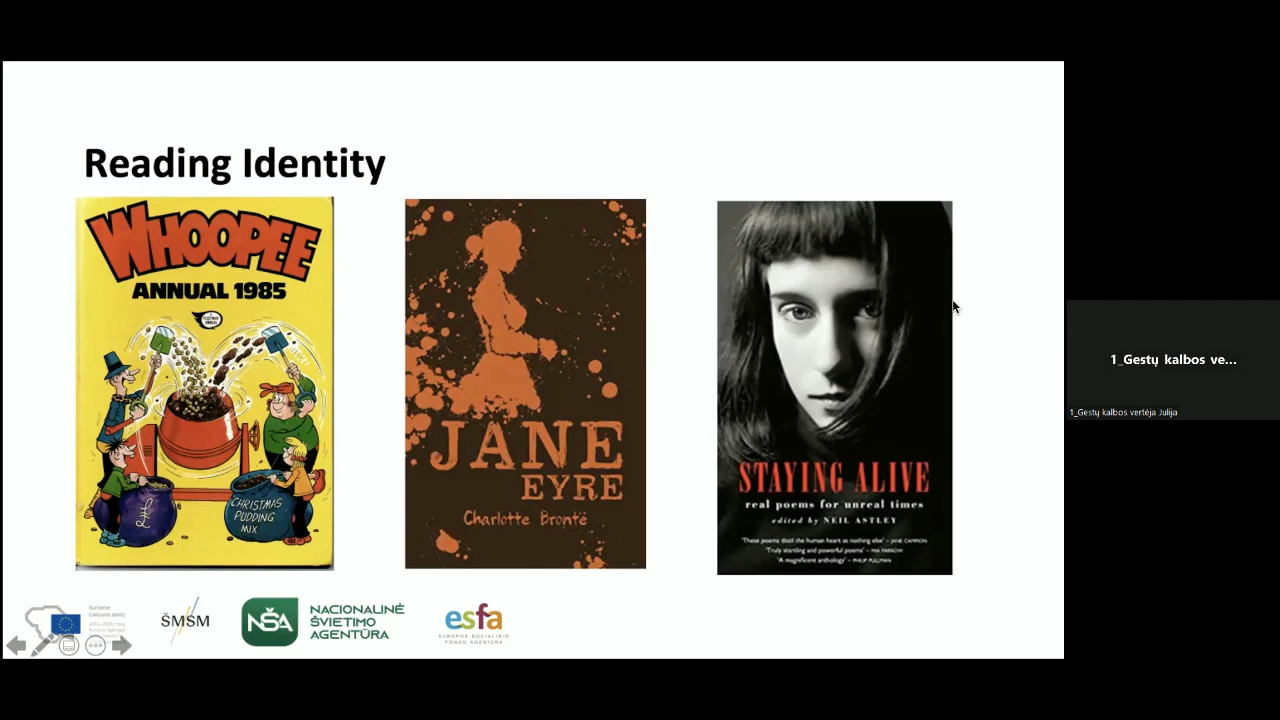 Reading Identity
WHOOPEE
ANNUAL 1985
£
CHRISTMAS
PUDDING
MIX
JANE
EYRE
Charlotte Brontë
STAYING ALIVE
real poems for unreal times
edited by NEIL ASTLEY
'These poems distil the human heart as nothing else' – JANE CAMPION
'Truly startling and powerful poems' – MIA FARROW
'A magnificent anthology' – PHILIP PULLMAN
Kuriame
Lietuvos ateitį
ŠMSM
NŠA
NACIONALINĖ
ŠVIETIMO
AGENTŪRA
esfa
EUROPOS SOCIALINIO
FONDO AGENTŪRA
1_Gestų kalbos ve...
1_Gestų kalbos vertėja Julija